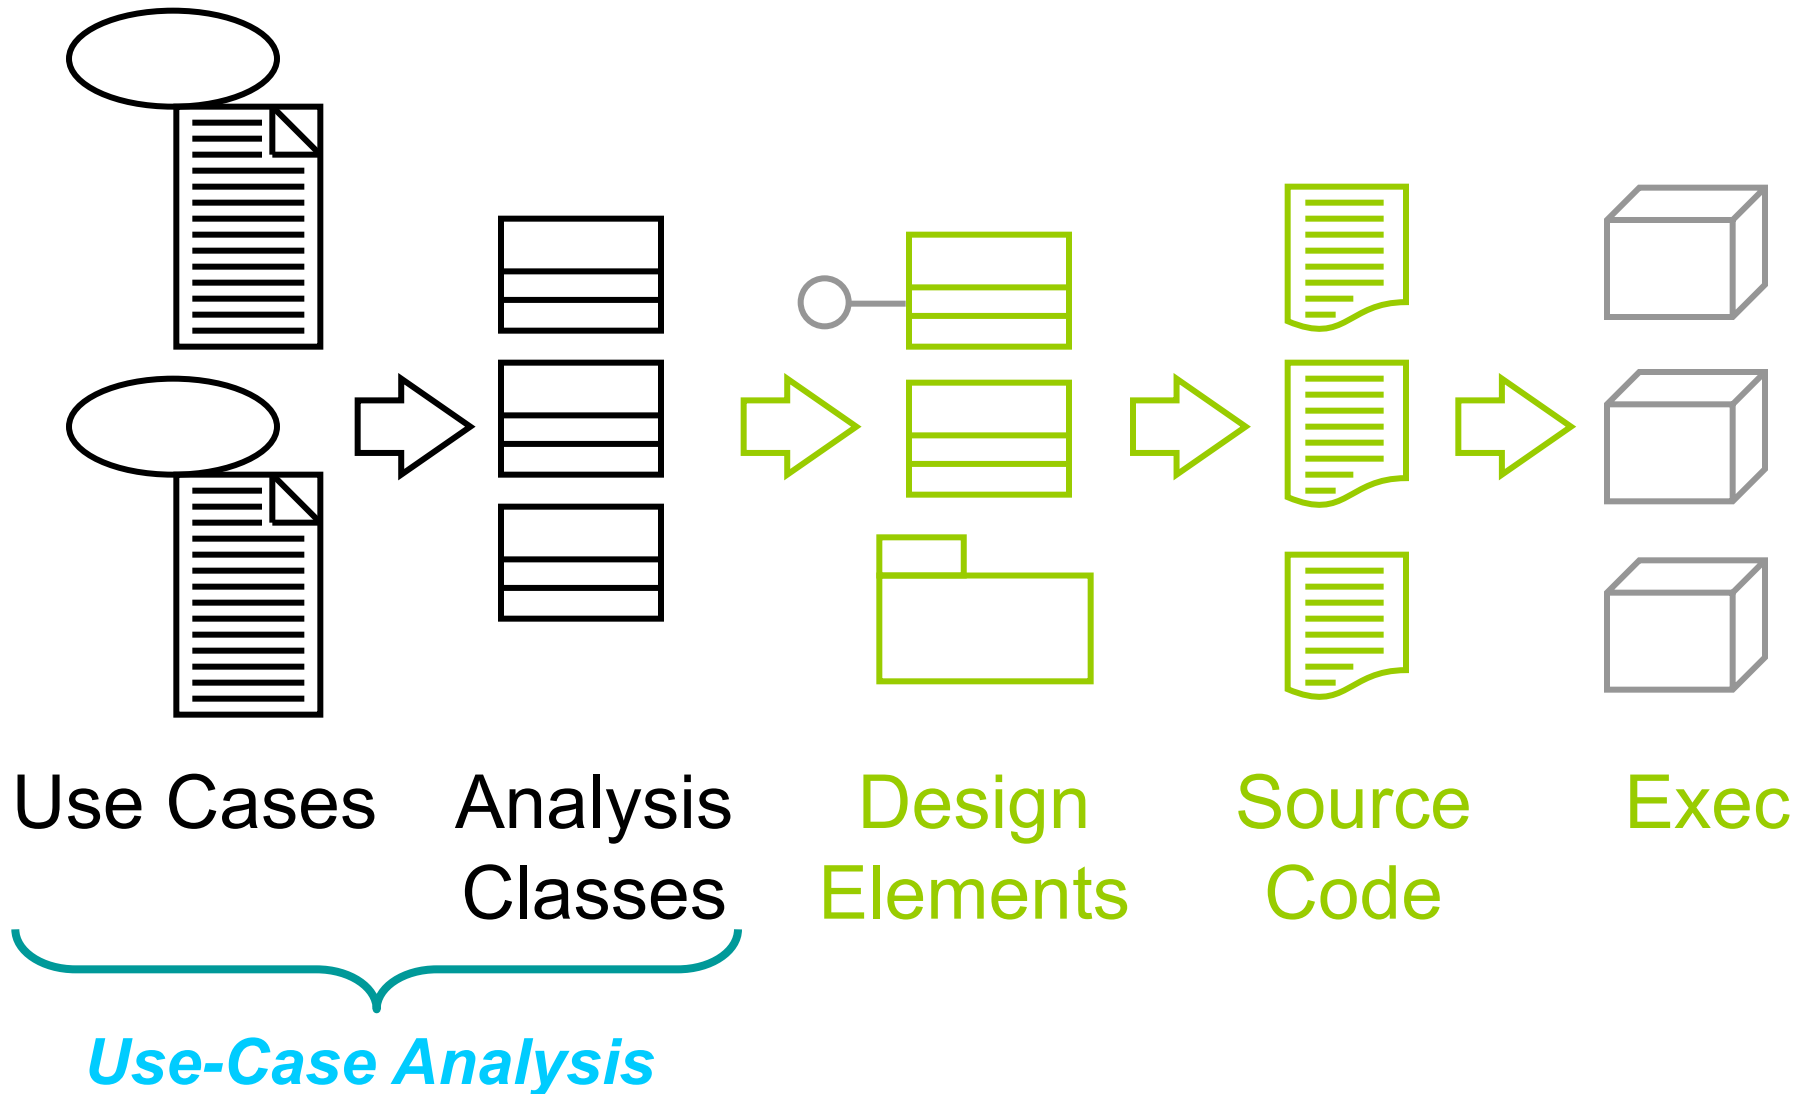 Use Cases
Analysis
Classes
Design
Elements
Source
Code
Exec
Use-Case Analysis